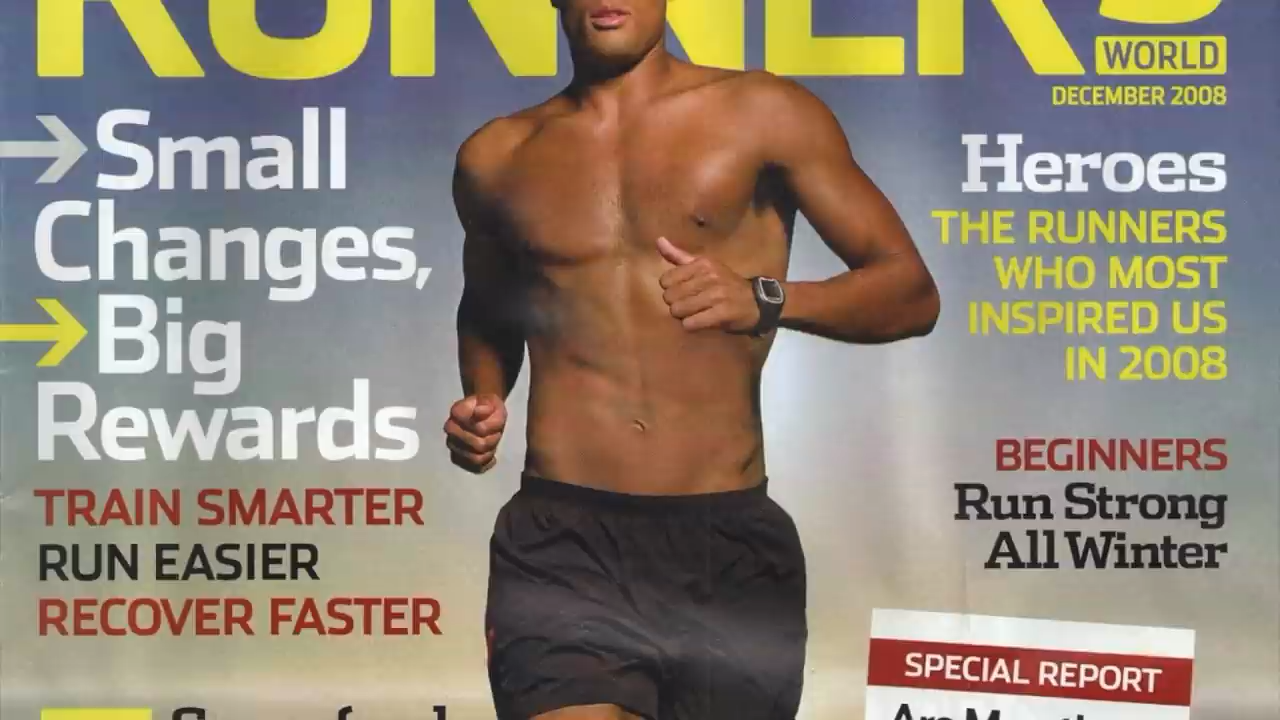 RUNNER'S
WORLD
DECEMBER 2008
Small
Changes,
Big
Rewards
TRAIN SMARTER
RUN EASIER
RECOVER FASTER
Heroes
THE RUNNERS
WHO MOST
INSPIRED US
IN 2008
BEGINNERS
Run Strong
All Winter
SPECIAL REPORT